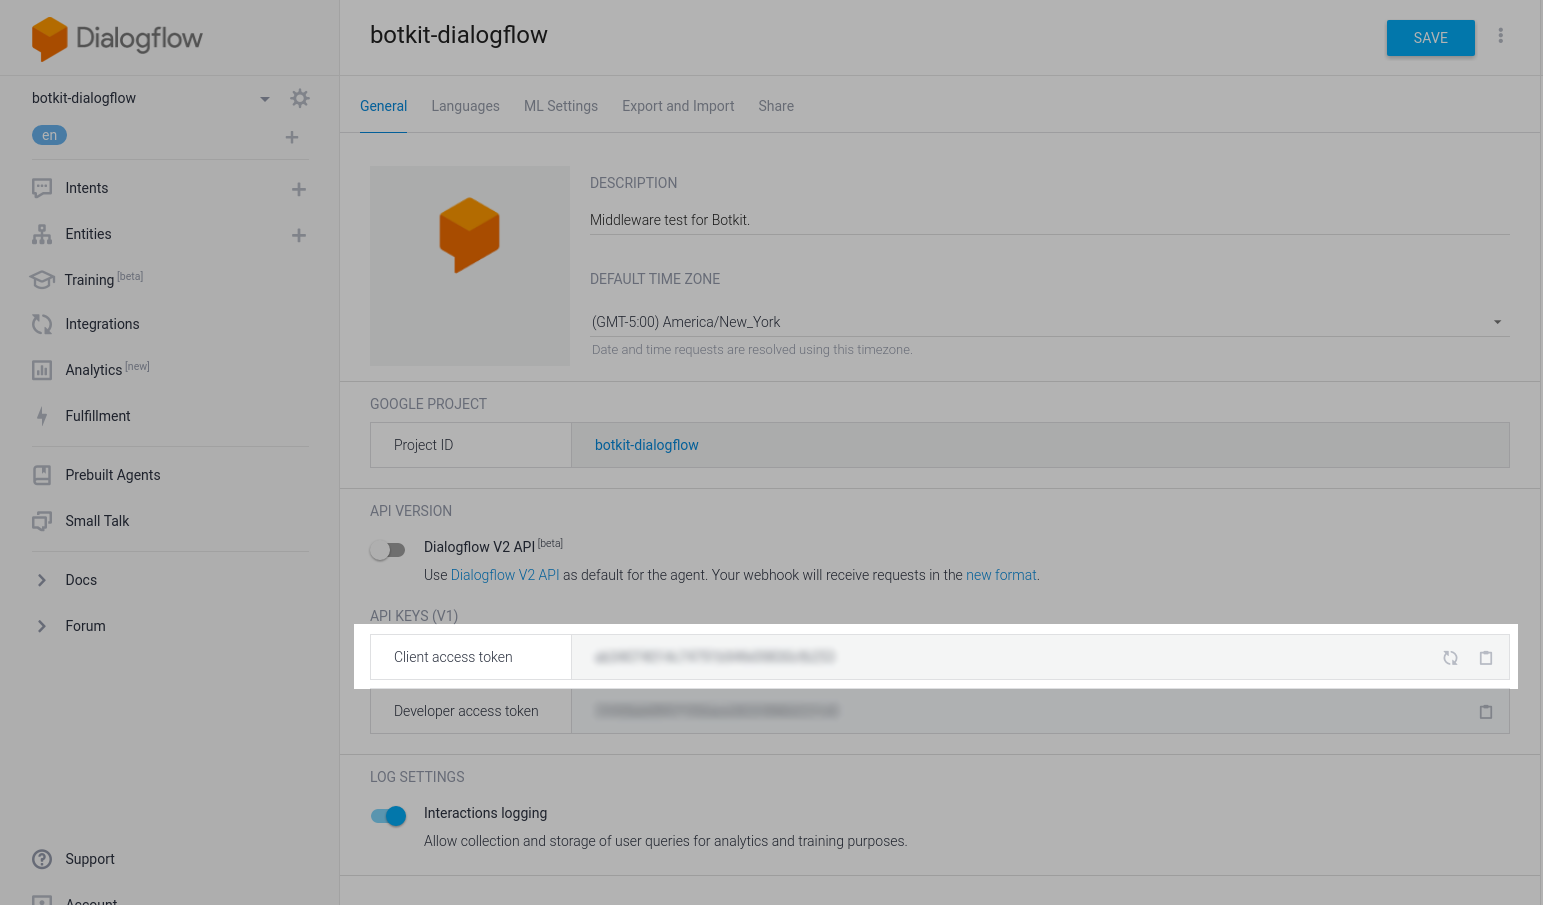 Dialogflow
botkit-dialogflow
en
Intents
Entities
Training [beta]
Integrations
Analytics [new]
Fulfillment
Prebuilt Agents
Small Talk
Docs
Forum
Support
Account
botkit-dialogflow
SAVE
General Languages ML Settings Export and Import Share
DESCRIPTION
Middleware test for Botkit.
DEFAULT TIME ZONE
(GMT-5:00) America/New_York
Date and time requests are resolved using this timezone.
GOOGLE PROJECT
Project ID botkit-dialogflow
API VERSION
Dialogflow V2 API [beta]
Use Dialogflow V2 API as default for the agent. Your webhook will receive requests in the new format.
API KEYS (V1)
Client access token
Developer access token
LOG SETTINGS
Interactions logging
Allow collection and storage of user queries for analytics and training purposes.